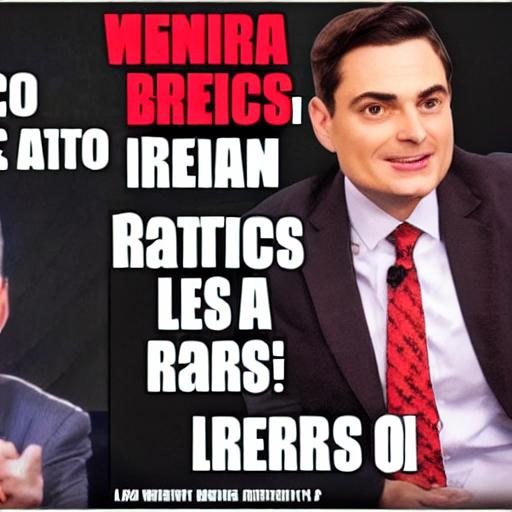 MENIRA
BREICS
CO
E ATTO
IREIAN
RATTICS
LES A
RARS:
LRERRS OI